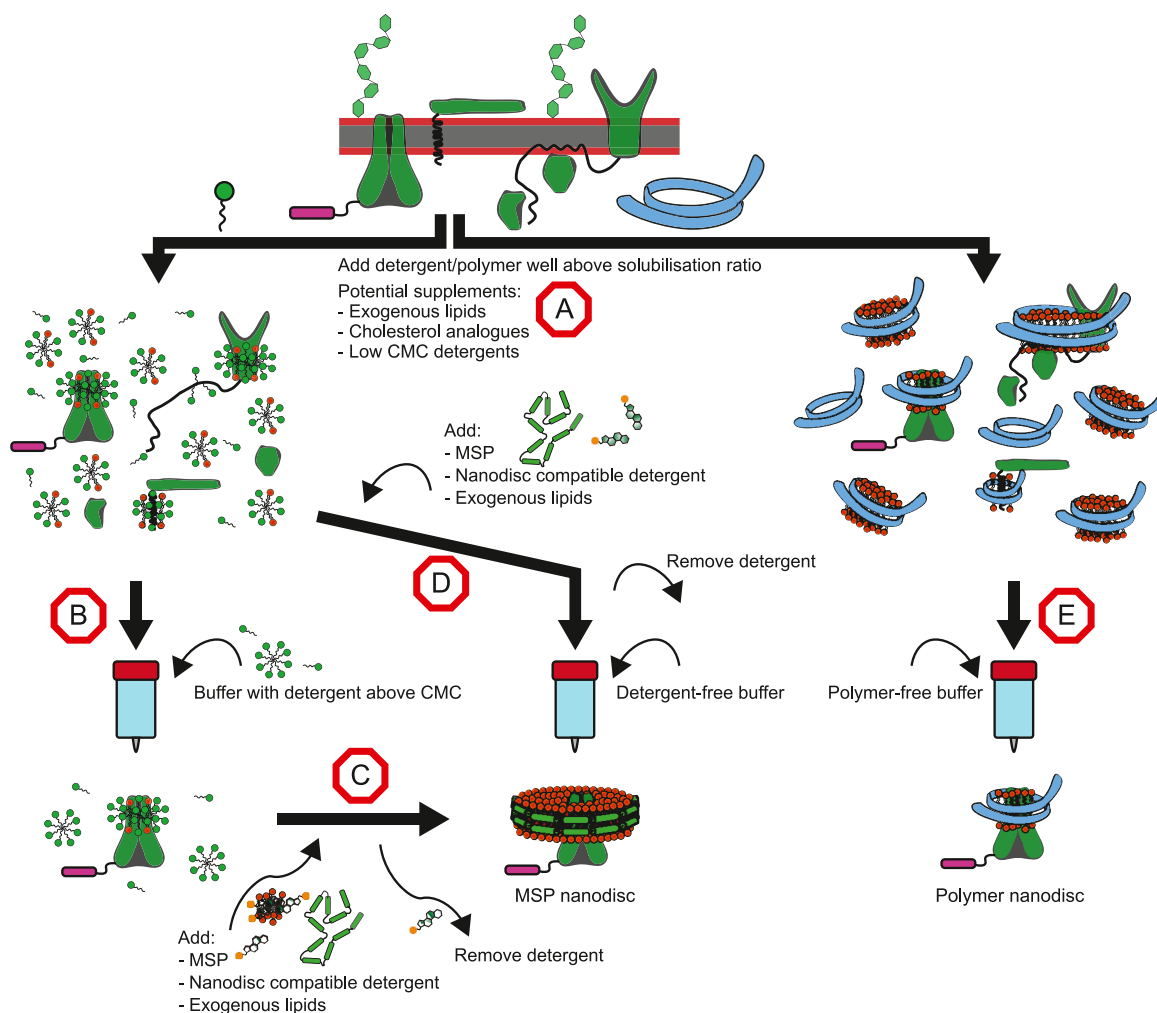 Add detergent/polymer well above solubilisation ratio
Potential supplements:
- Exogenous lipids
- Cholesterol analogues
- Low CMC detergents
A
Add:
- MSP
- Nanodisc compatible detergent
- Exogenous lipids
D
Remove detergent
B
E
Buffer with detergent above CMC
Detergent-free buffer
Polymer-free buffer
C
MSP nanodisc
Polymer nanodisc
Add:
- MSP
- Nanodisc compatible detergent
- Exogenous lipids
Remove detergent